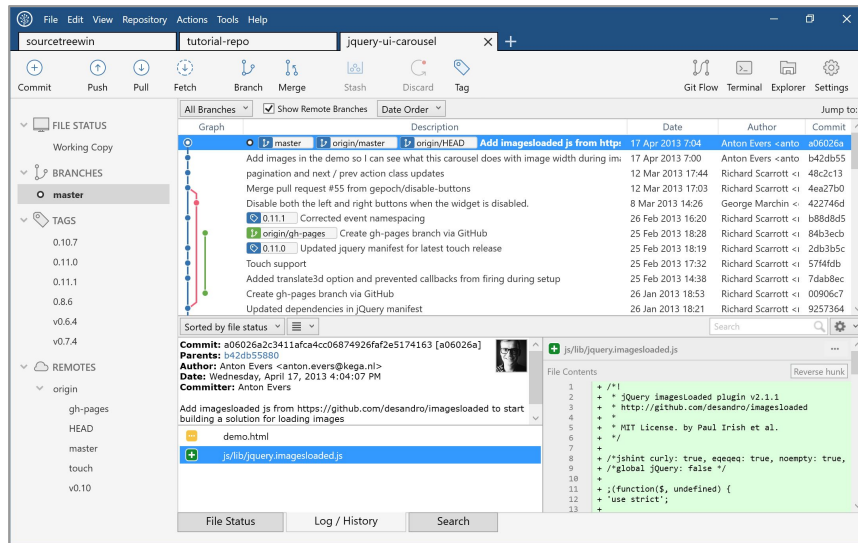 File Edit View Repository Actions Tools Help
sourcetreewin tutorial-repo jquery-ui-carousel
Commit Push Pull Fetch Branch Merge Stash Discard Tag Git Flow Terminal Explorer Settings
All Branches Show Remote Branches Date Order Jump to:
FILE STATUS
Working Copy
BRANCHES
master
TAGS
0.10.7
0.11.0
0.11.1
0.8.6
v0.6.4
v0.7.4
REMOTES
origin
gh-pages
HEAD
master
touch
v0.10
Graph Description Date Author Commit
master origin/master origin/HEAD Add imagesloaded js from https 17 Apr 2013 7:04 Anton Evers <anto a06026a
Add images in the demo so I can see what this carousel does with image width during ima 17 Apr 2013 7:00 Anton Evers <anto b42db55
pagination and next / prev action class updates 12 Mar 2013 17:44 Richard Scarrott <r 48c2c13
Merge pull request #55 from gepoch/disable-buttons 12 Mar 2013 17:03 Richard Scarrott <r 4ea27b0
Disable both the left and right buttons when the widget is disabled. 8 Mar 2013 14:26 George Marchin < 422746d
0.11.1 Corrected event namespacing 26 Feb 2013 16:20 Richard Scarrott <r b88d8d5
origin/gh-pages Create gh-pages branch via GitHub 25 Feb 2013 18:28 Richard Scarrott <r 84b3ecb
0.11.0 Updated jquery manifest for latest touch release 25 Feb 2013 18:19 Richard Scarrott <r 2db3b5c
Touch support 25 Feb 2013 17:32 Richard Scarrott <r 57f4fdb
Added translate3d option and prevented callbacks from firing during setup 25 Feb 2013 14:38 Richard Scarrott <r 7dab8ec
Create gh-pages branch via GitHub 26 Jan 2013 18:53 Richard Scarrott <r 00906c7
Updated dependencies in jQuery manifest 26 Jan 2013 18:21 Richard Scarrott <r 9257364
Sorted by file status Search
Commit: a06026a2c3411afca4cc06874926faf2e5174163 [a06026a]
Parents: b42db55880
Author: Anton Evers <anton.evers@kega.nl>
Date: Wednesday, April 17, 2013 4:04:07 PM
Committer: Anton Evers
Add imagesloaded js from https://github.com/desandro/imagesloaded to start
building a solution for loading images
demo.html
js/lib/jquery.imagesloaded.js
js/lib/jquery.imagesloaded.js
File Contents Reverse hunk
1 + /*!
2 + * jQuery imagesLoaded plugin v2.1.1
3 + * http://github.com/desandro/imagesloaded
4 + *
5 + * MIT License. by Paul Irish et al.
6 + */
7 +
8 + /*jshint curly: true, eqeqeq: true, noempty: true,
9 + /*global jQuery: false */
10 +
11 + ;(function($, undefined) {
12 + 'use strict';
13 +
File Status Log / History Search